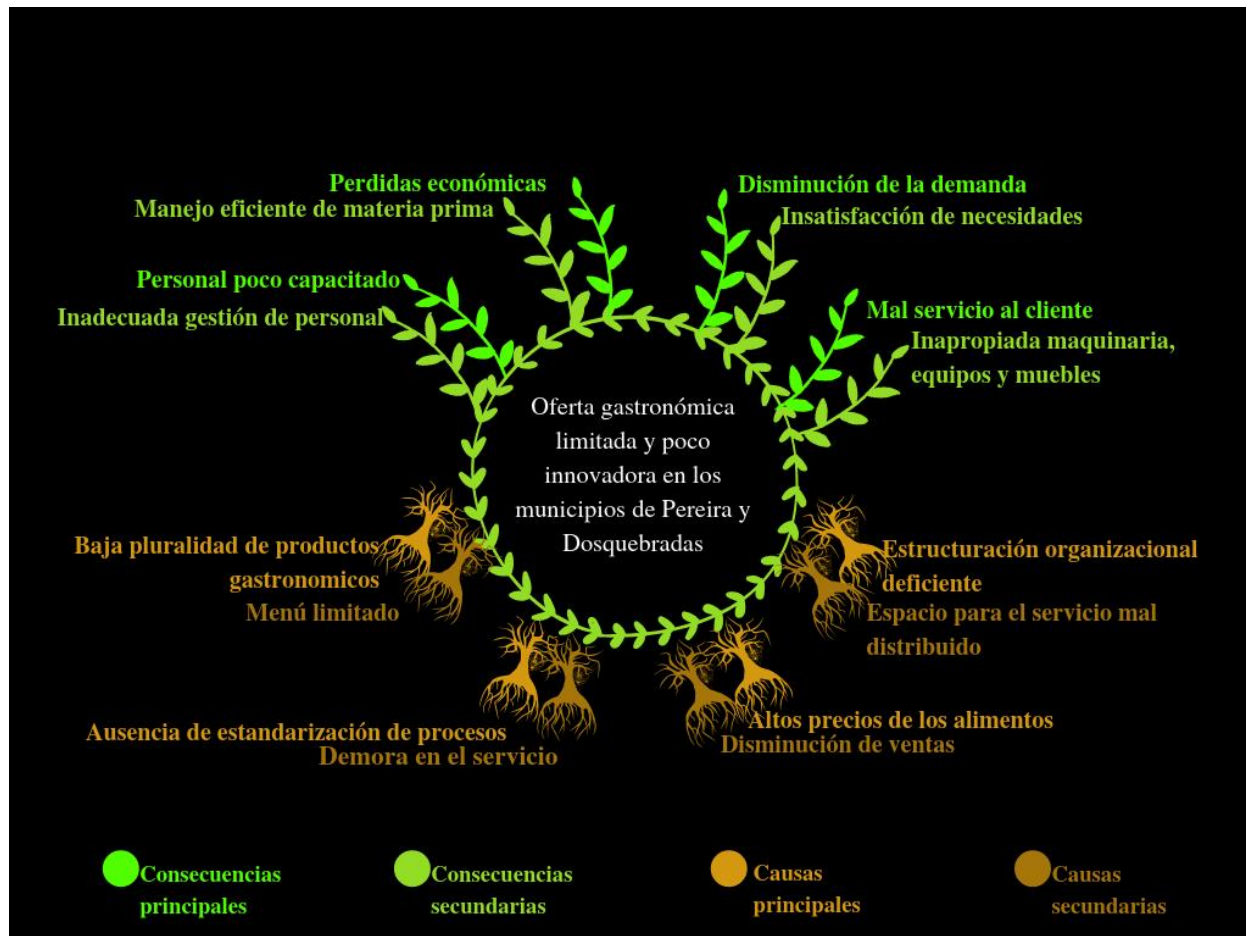 Perdidas económicas
Manejo eficiente de materia prima
Disminución de la demanda
Insatisfacción de necesidades
Personal poco capacitado
Inadecuada gestión de personal
Mal servicio al cliente
Inapropiada maquinaria,
equipos y muebles
Oferta gastronómica
limitada y poco
innovadora en los
municipios de Pereira y
Dosquebradas
Baja pluralidad de productos
gastronomicos
Menú limitado
Estructuración organizacional
deficiente
Espacio para el servicio mal
distribuido
Ausencia de estandarización de procesos
Demora en el servicio
Altos precios de los alimentos
Disminución de ventas
Consecuencias
principales
Consecuencias
secundarias
Causas
principales
Causas
secundarias